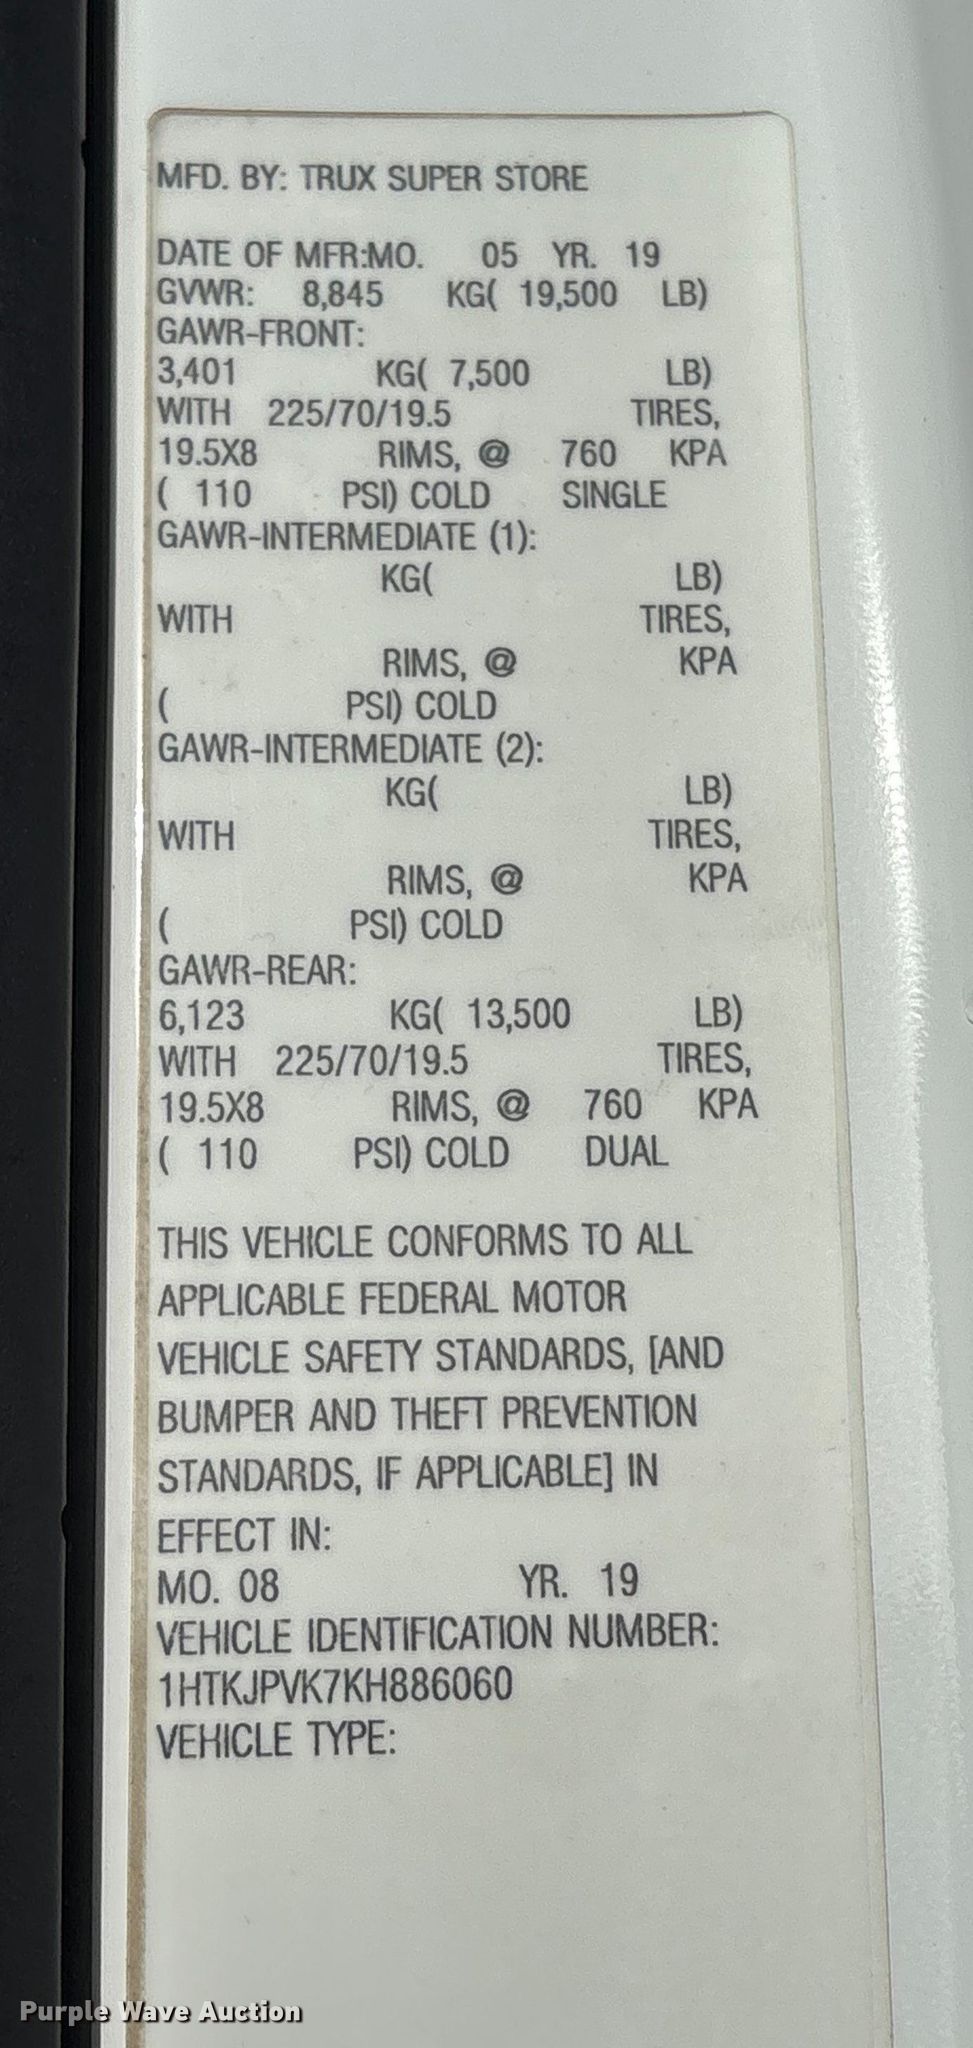 MFD. BY: TRUX SUPER STORE
DATE OF MFR:MO. 05 YR. 19
GVWR: 8,845 KG( 19,500 LB)
GAWR-FRONT:
3,401 KG( 7,500 LB)
WITH 225/70/19.5 TIRES,
19.5X8 RIMS, @ 760 KPA
( 110 PSI) COLD SINGLE
GAWR-INTERMEDIATE (1):
KG( LB)
WITH TIRES,
RIMS, @ KPA
( PSI) COLD
GAWR-INTERMEDIATE (2):
KG( LB)
WITH TIRES,
RIMS, @ KPA
( PSI) COLD
GAWR-REAR:
6,123 KG( 13,500 LB)
WITH 225/70/19.5 TIRES,
19.5X8 RIMS, @ 760 KPA
( 110 PSI) COLD DUAL
THIS VEHICLE CONFORMS TO ALL
APPLICABLE FEDERAL MOTOR
VEHICLE SAFETY STANDARDS, [AND
BUMPER AND THEFT PREVENTION
STANDARDS, IF APPLICABLE] IN
EFFECT IN:
MO. 08 YR. 19
VEHICLE IDENTIFICATION NUMBER:
1HTKJPVK7KH886060
VEHICLE TYPE:
Purple Wave Auction